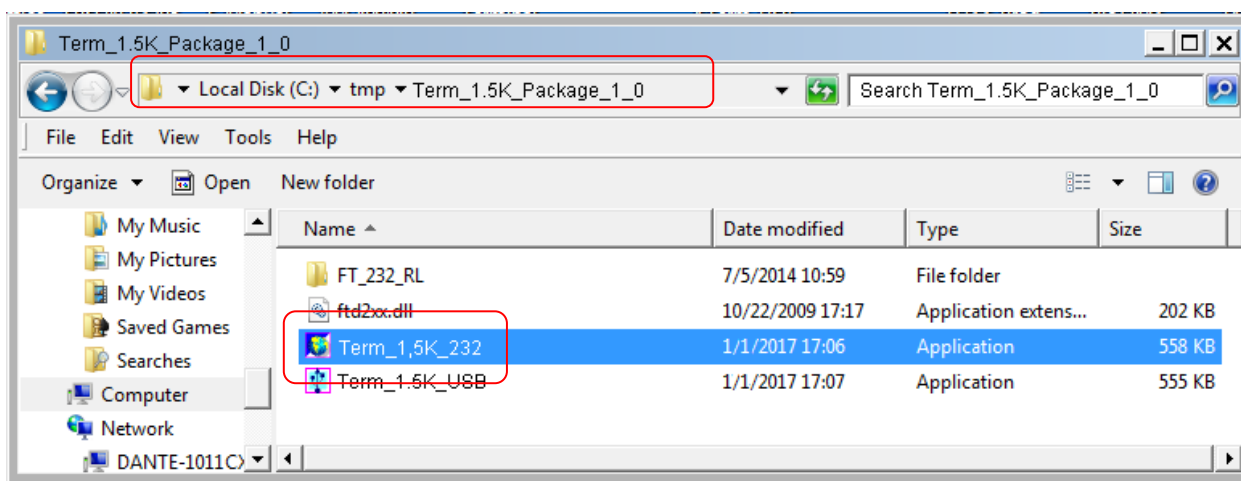 Term_1.5K_Package_1_0
Local Disk (C:) tmp Term_1.5K_Package_1_0 Search Term_1.5K_Package_1_0
File Edit View Tools Help
Organize Open New folder
My Music
My Pictures
My Videos
Saved Games
Searches
Computer
Network
DANTE-1011C
Name Date modified Type Size
FT_232_RL 7/5/2014 10:59 File folder
ftd2xx.dll 10/22/2009 17:17 Application extens... 202 KB
Term_1,5K_232 1/1/2017 17:06 Application 558 KB
Term_1.5K_USB 1/1/2017 17:07 Application 555 KB